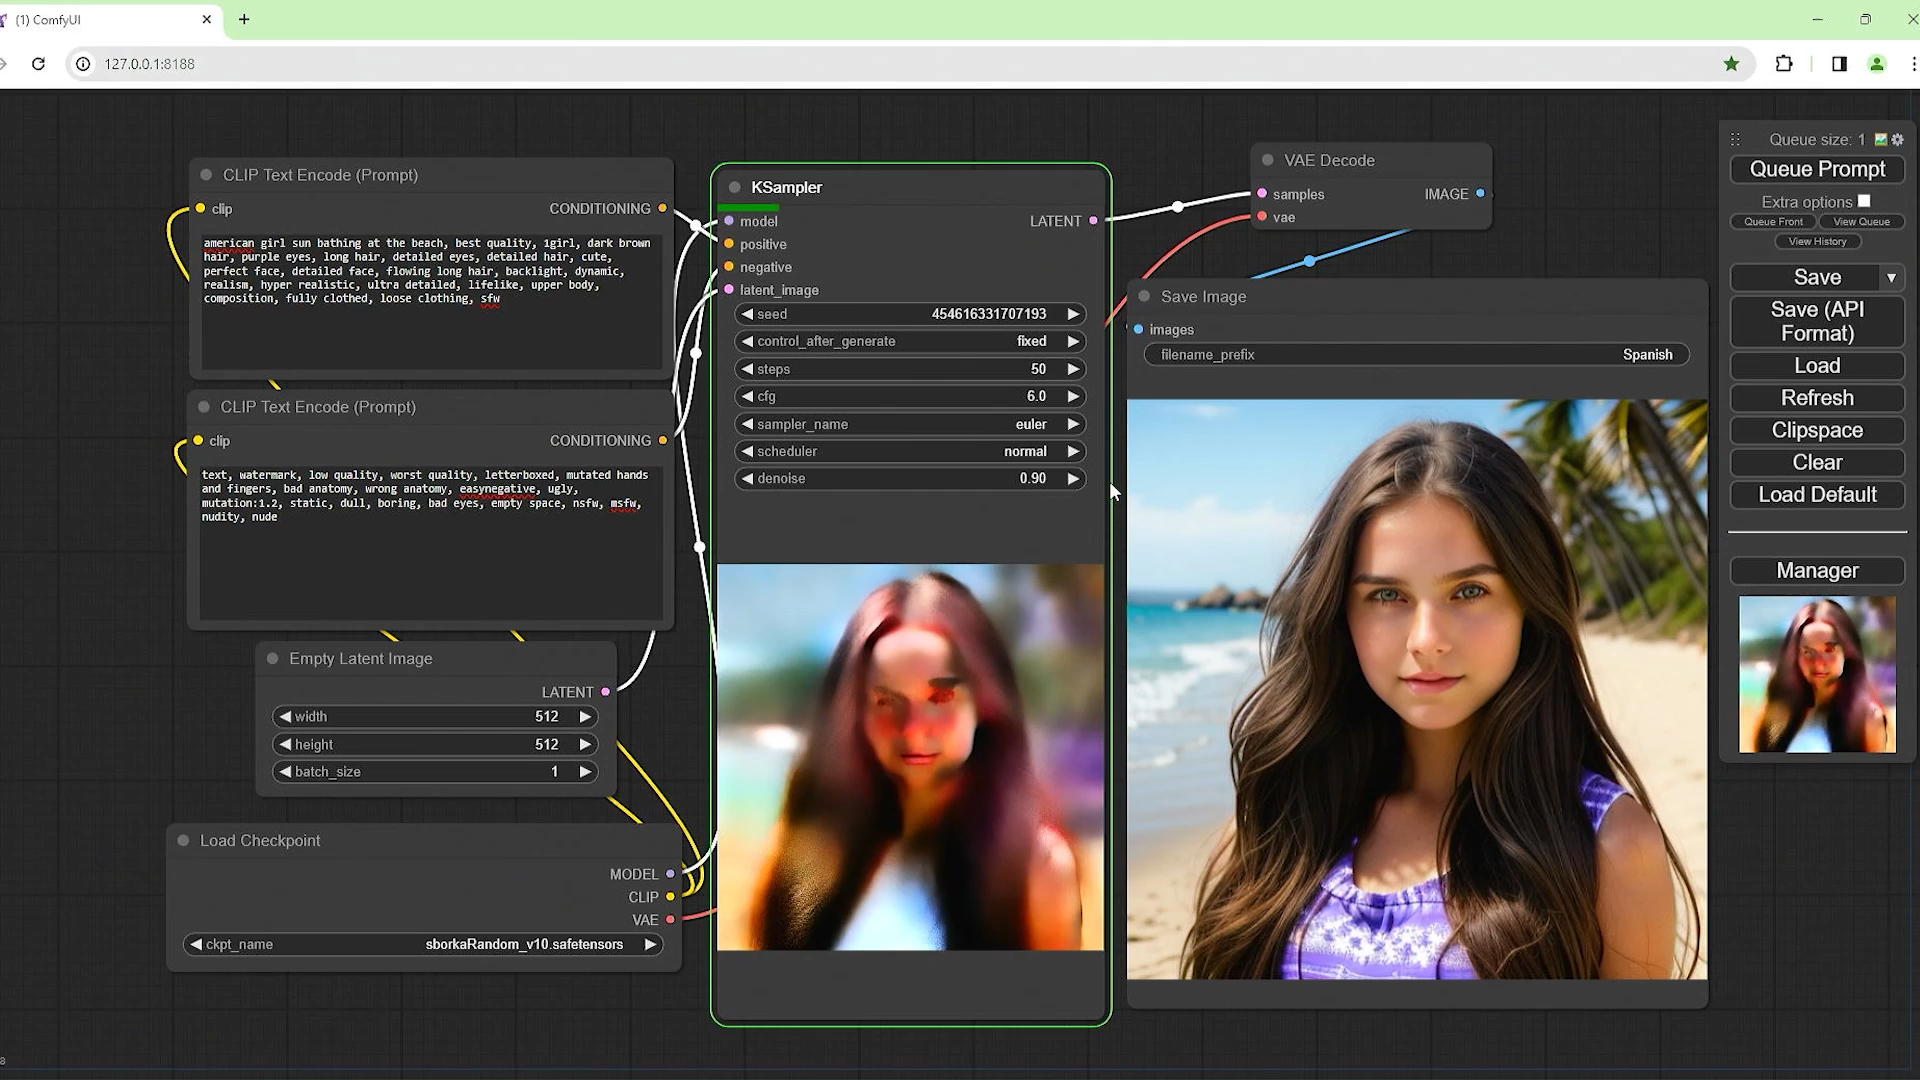 (1) ComfyUI
127.0.0.1:8188
CLIP Text Encode (Prompt)
clip
CONDITIONING
american girl sun bathing at the beach, best quality, 1girl, dark brown
hair, purple eyes, long hair, detailed eyes, detailed hair, cute,
perfect face, detailed face, flowing long hair, backlight, dynamic,
realism, hyper realistic, ultra detailed, lifelike, upper body,
composition, fully clothed, loose clothing, sfw
CLIP Text Encode (Prompt)
clip
CONDITIONING
text, watermark, low quality, worst quality, letterboxed, mutated hands
and fingers, bad anatomy, wrong anatomy, easynegative, ugly,
mutation:1.2, static, dull, boring, bad eyes, empty space, nsfw, msfw,
nudity, nude
Empty Latent Image
LATENT
width 512
height 512
batch_size 1
Load Checkpoint
MODEL
CLIP
VAE
ckpt_name sborkaRandom_v10.safetensors
KSampler
model LATENT
positive
negative
latent_image
seed 454616331707193
control_after_generate fixed
steps 50
cfg 6.0
sampler_name euler
scheduler normal
denoise 0.90
VAE Decode
samples IMAGE
vae
Save Image
images
filename_prefix Spanish
Queue size: 1
Queue Prompt
Extra options
Queue Front View Queue
View History
Save
Save (API
Format)
Load
Refresh
Clipspace
Clear
Load Default
Manager